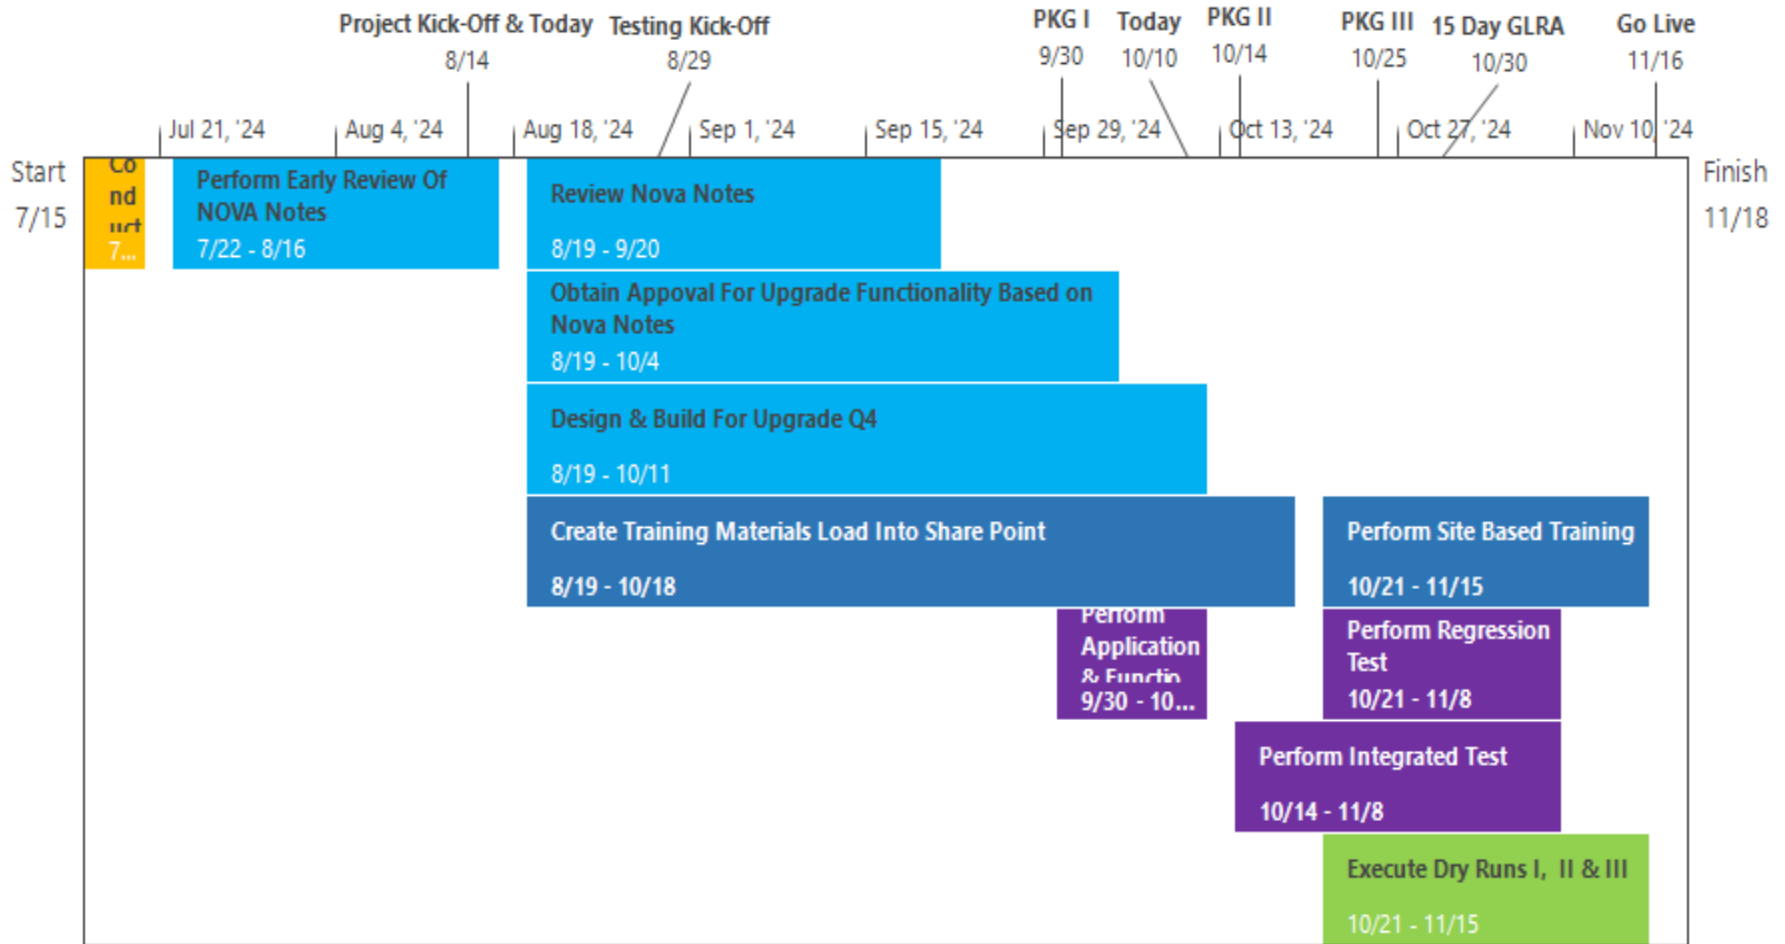 Project Kick-Off & Today
8/14
Testing Kick-Off
8/29
PKG I
9/30
Today
10/10
PKG II
10/14
PKG III
10/25
15 Day GLRA
10/30
Go Live
11/16
Jul 21, '24
Aug 4, '24
Aug 18, '24
Sep 1, '24
Sep 15, '24
Sep 29, '24
Oct 13, '24
Oct 27, '24
Nov 10, '24
Start
7/15
Finish
11/18
Co
nd
uct
7...
Perform Early Review Of
NOVA Notes
7/22 - 8/16
Review Nova Notes
8/19 - 9/20
Obtain Appoval For Upgrade Functionality Based on
Nova Notes
8/19 - 10/4
Design & Build For Upgrade Q4
8/19 - 10/11
Create Training Materials Load Into Share Point
8/19 - 10/18
Perform Site Based Training
10/21 - 11/15
Perform
Application
& Functio
9/30 - 10...
Perform Regression
Test
10/21 - 11/8
Perform Integrated Test
10/14 - 11/8
Execute Dry Runs I, II & III
10/21 - 11/15